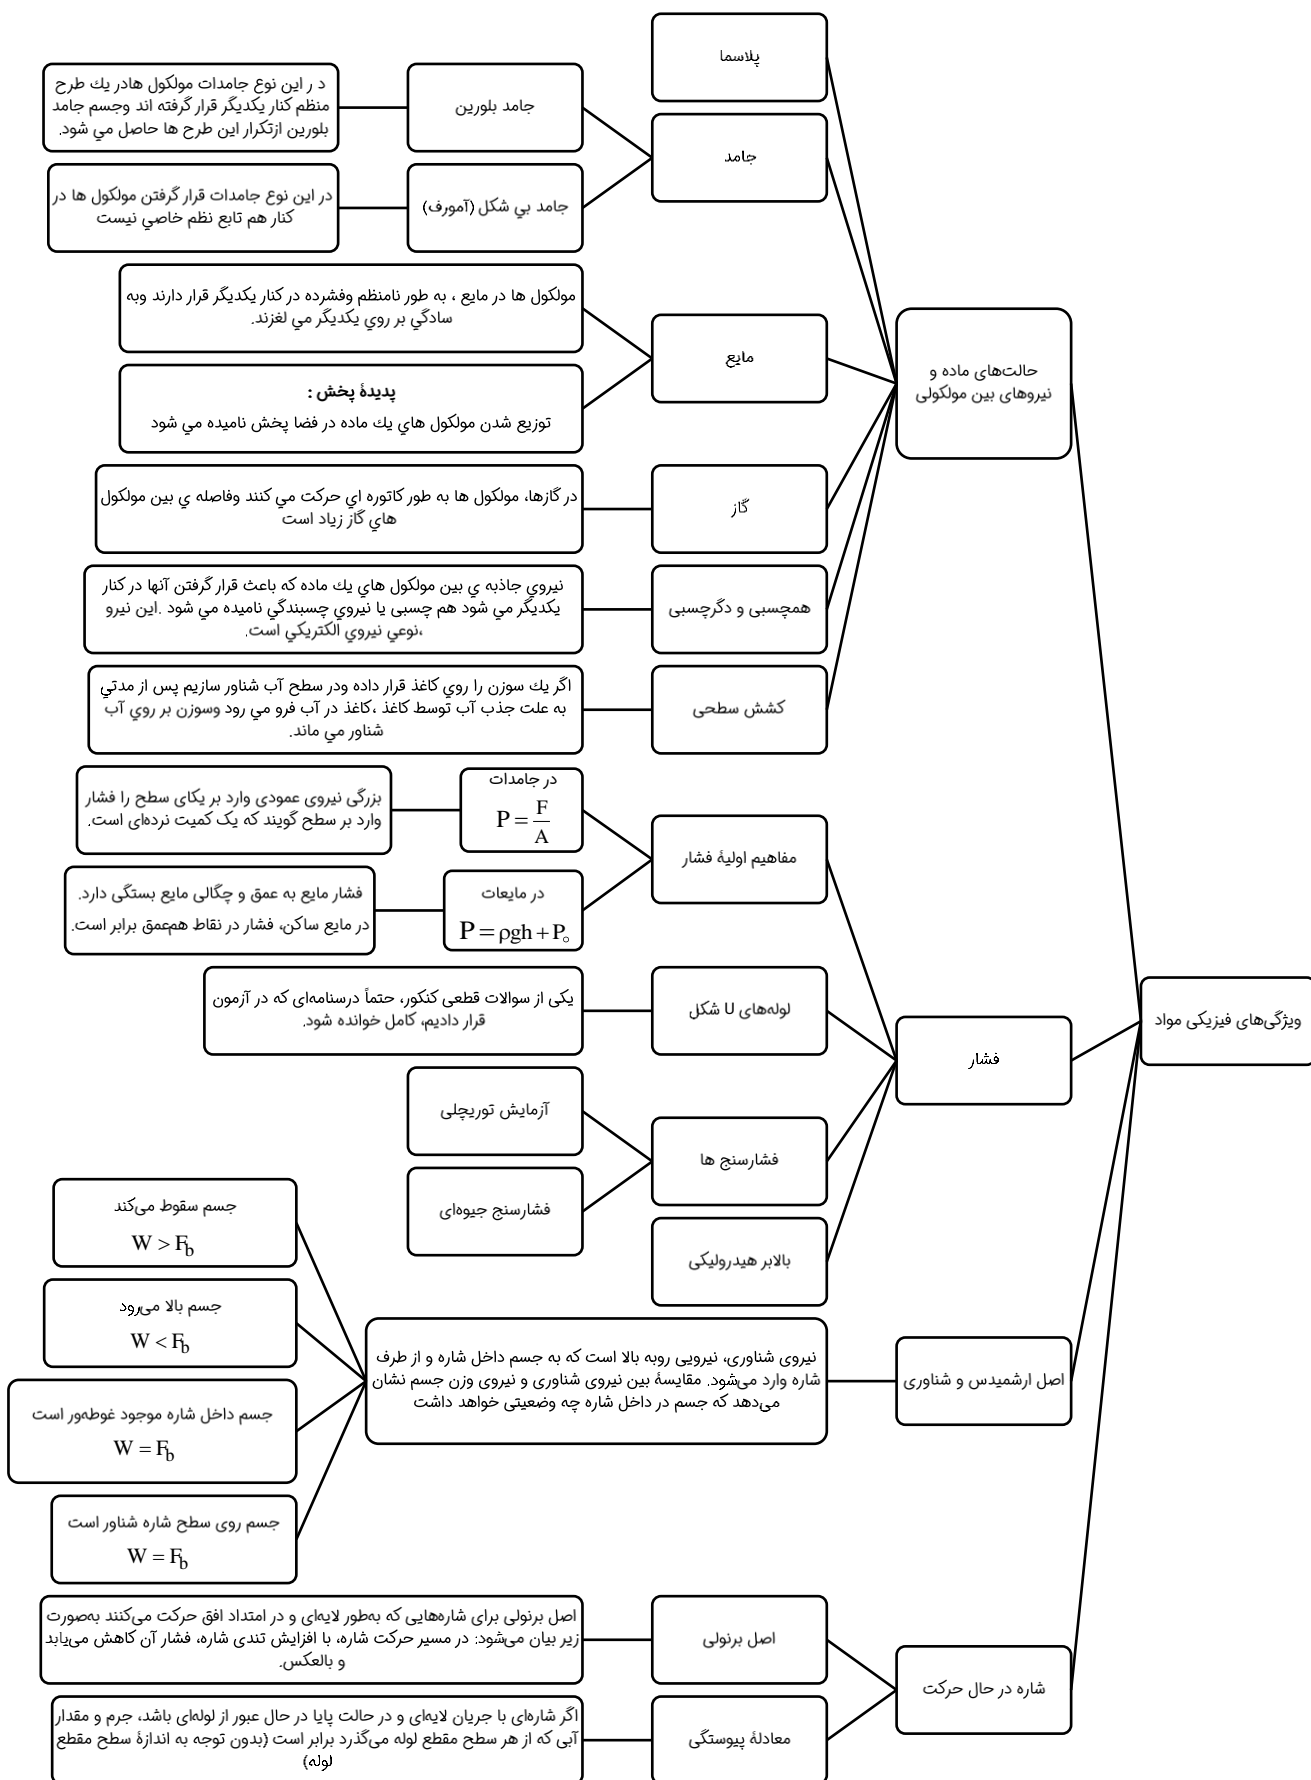 ویژگی‌های فیزیکی مواد
حالت‌های ماده و
نیروهای بین مولکولی
پلاسما
جامد
جامد بلورین
د ر این نوع جامدات مولکول هادر یك طرح
منظم کنار یکدیگر قرار گرفته اند وجسم جامد
بلورین ازتکرار این طرح ها حاصل مي شود.
جامد بي شکل (آمورف)
در این نوع جامدات قرار گرفتن مولکول ها در
کنار هم تابع نظم خاصي نیست
مایع
مولکول ها در مایع ، به طور نامنظم وفشرده در کنار یکدیگر قرار دارند وبه
سادگي بر روي یکدیگر مي لغزند.
پدیدۀ پخش :
توزیع شدن مولکول هاي یك ماده در فضا پخش نامیده مي شود
گاز
در گازها، مولکول ها به طور کاتوره اي حرکت مي کنند وفاصله ي بین مولکول
هاي گاز زیاد است
همچسبی و دگرچسبی
نیروي جاذبه ي بین مولکول هاي یك ماده که باعث قرار گرفتن آنها در کنار
یکدیگر مي شود هم چسبی یا نیروي چسبندگي نامیده مي شود .این نیرو
،نوعي نیروي الکتریکي است.
کشش سطحی
اگر یك سوزن را روي کاغذ قرار داده ودر سطح آب شناور سازیم پس از مدتي
به علت جذب آب توسط کاغذ ،کاغذ در آب فرو مي رود وسوزن بر روي آب
شناور مي ماند.
فشار
مفاهیم اولیۀ فشار
در جامدات
P = F/A
بزرگی نیروی عمودی وارد بر یکای سطح را فشار
وارد بر سطح گویند که یک کمیت نرده‌ای است.
در مایعات
P = ρgh + P₀
فشار مایع به عمق و چگالی مایع بستگی دارد.
در مایع ساکن، فشار در نقاط هم‌عمق برابر است.
لوله‌های U شکل
یکی از سوالات قطعی کنکور، حتماً درسنامه‌ای که در آزمون
قرار دادیم، کامل خوانده شود.
فشارسنج ها
آزمایش توریچلی
فشارسنج جیوه‌ای
بالابر هیدرولیکی
اصل ارشمیدس و شناوری
نیروی شناوری، نیرویی روبه بالا است که به جسم داخل شاره و از طرف
شاره وارد می‌شود. مقایسۀ بین نیروی شناوری و نیروی وزن جسم نشان
می‌دهد که جسم در داخل شاره چه وضعیتی خواهد داشت
جسم سقوط می‌کند
W > F_b
جسم بالا می‌رود
W < F_b
جسم داخل شاره موجود غوطه‌ور است
W = F_b
جسم روی سطح شاره شناور است
W = F_b
شاره در حال حرکت
اصل برنولی
اصل برنولی برای شاره‌هایی که به‌طور لایه‌ای و در امتداد افق حرکت می‌کنند به‌صورت
زیر بیان می‌شود: در مسیر حرکت شاره، با افزایش تندی شاره، فشار آن کاهش می‌یابد
و بالعکس.
معادلۀ پیوستگی
اگر شاره‌ای با جریان لایه‌ای و در حالت پایا در حال عبور از لوله‌ای باشد، جرم و مقدار
آبی که از هر سطح مقطع لوله می‌گذرد برابر است (بدون توجه به اندازۀ سطح مقطع
لوله)